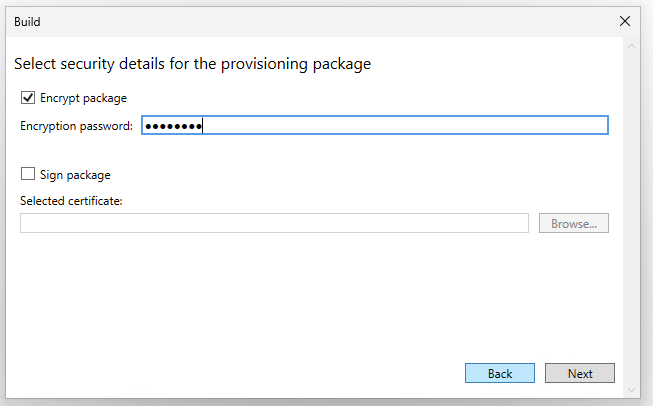 Build
Select security details for the provisioning package
Encrypt package
Encryption password: ●●●●●●●●
Sign package
Selected certificate:
Browse...
Back Next